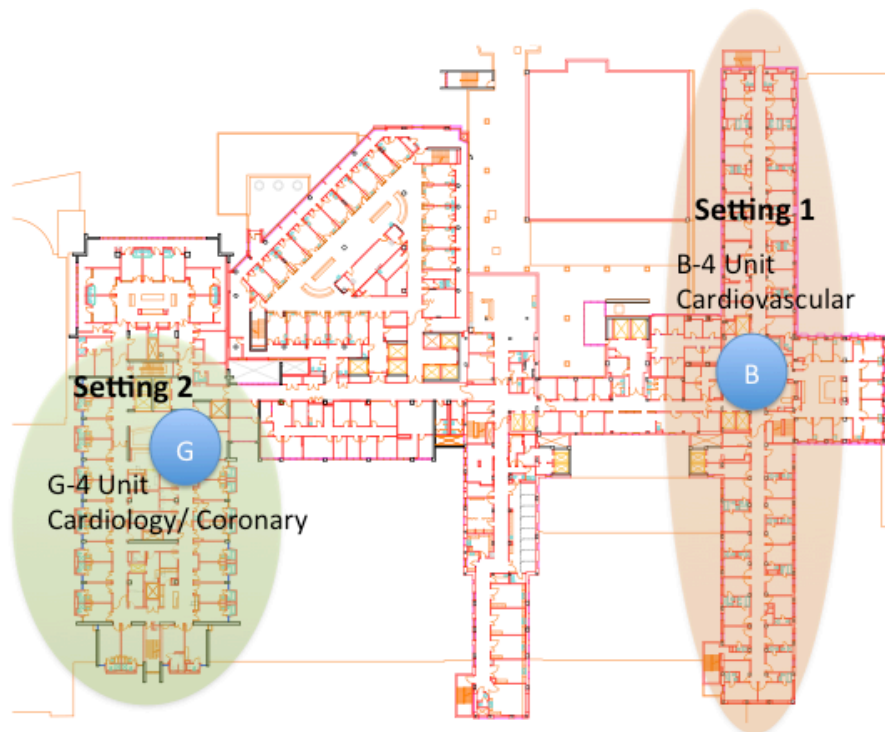 Setting 1
B-4 Unit
Cardiovascular
B
Setting 2
G
G-4 Unit
Cardiology/ Coronary